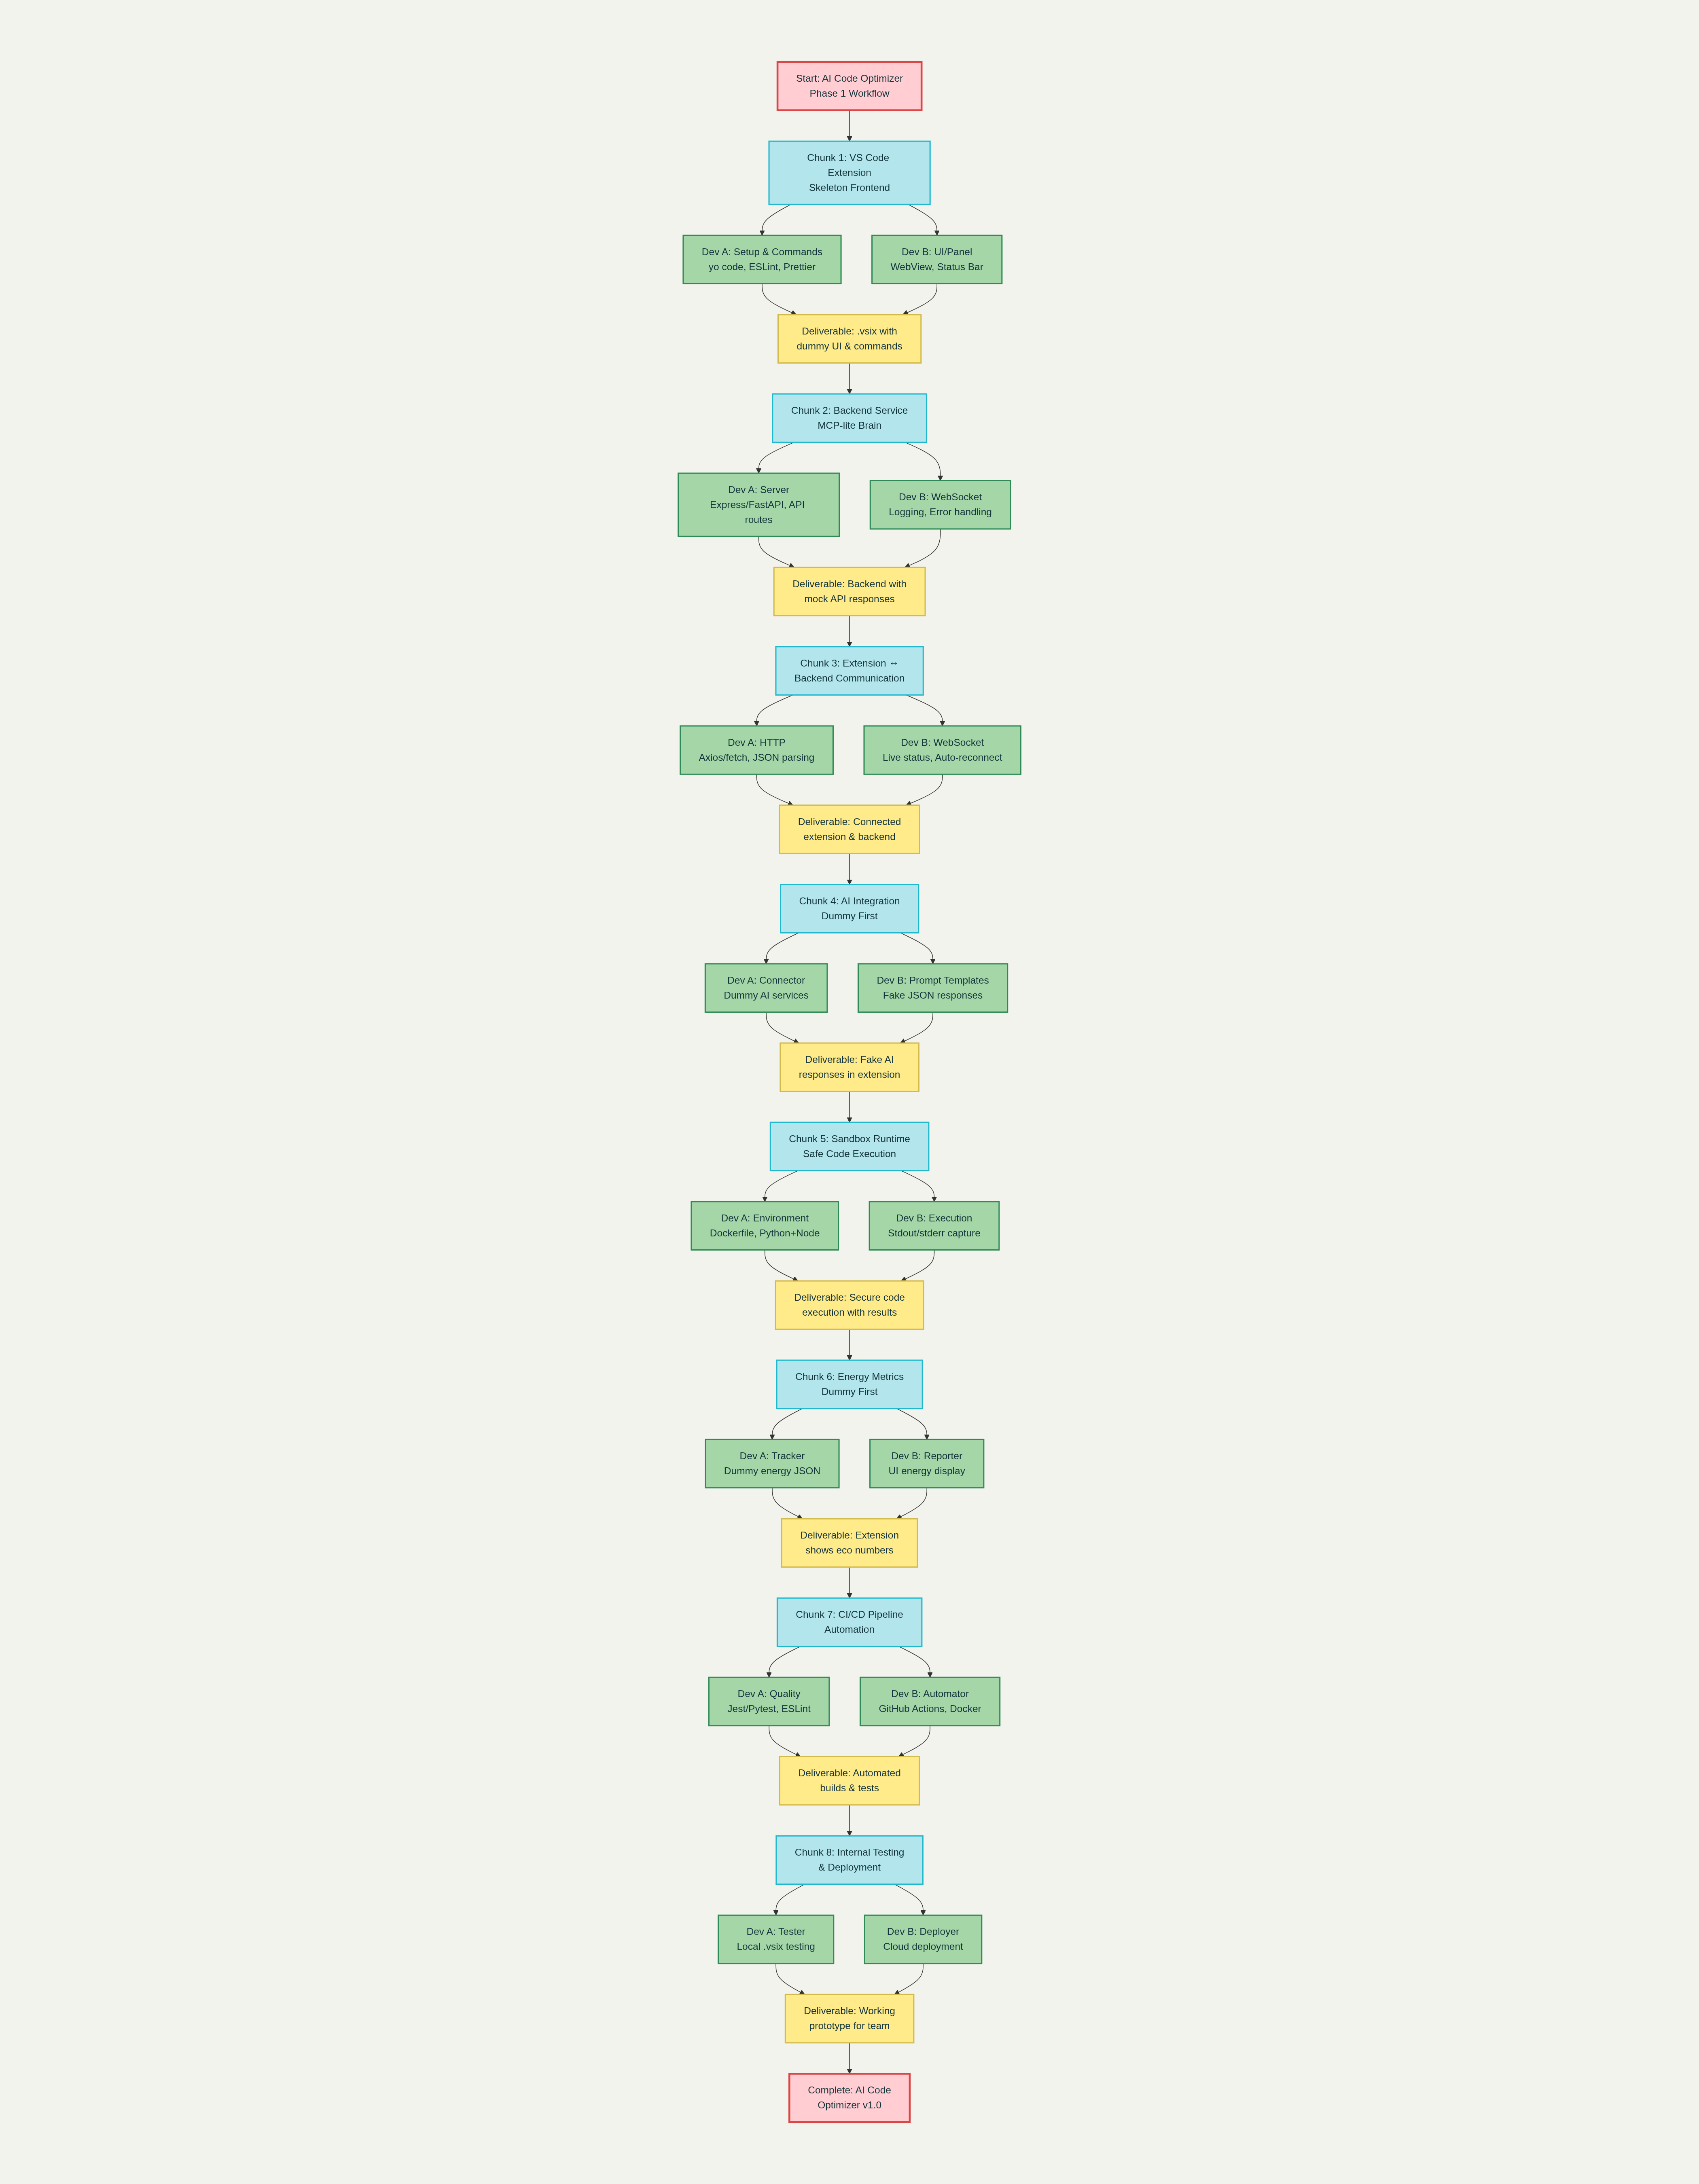 Start: AI Code Optimizer
Phase 1 Workflow
Chunk 1: VS Code
Extension
Skeleton Frontend
Dev A: Setup & Commands
yo code, ESLint, Prettier
Dev B: UI/Panel
WebView, Status Bar
Deliverable: .vsix with
dummy UI & commands
Chunk 2: Backend Service
MCP-lite Brain
Dev A: Server
Express/FastAPI, API
routes
Dev B: WebSocket
Logging, Error handling
Deliverable: Backend with
mock API responses
Chunk 3: Extension ↔
Backend Communication
Dev A: HTTP
Axios/fetch, JSON parsing
Dev B: WebSocket
Live status, Auto-reconnect
Deliverable: Connected
extension & backend
Chunk 4: AI Integration
Dummy First
Dev A: Connector
Dummy AI services
Dev B: Prompt Templates
Fake JSON responses
Deliverable: Fake AI
responses in extension
Chunk 5: Sandbox Runtime
Safe Code Execution
Dev A: Environment
Dockerfile, Python+Node
Dev B: Execution
Stdout/stderr capture
Deliverable: Secure code
execution with results
Chunk 6: Energy Metrics
Dummy First
Dev A: Tracker
Dummy energy JSON
Dev B: Reporter
UI energy display
Deliverable: Extension
shows eco numbers
Chunk 7: CI/CD Pipeline
Automation
Dev A: Quality
Jest/Pytest, ESLint
Dev B: Automator
GitHub Actions, Docker
Deliverable: Automated
builds & tests
Chunk 8: Internal Testing
& Deployment
Dev A: Tester
Local .vsix testing
Dev B: Deployer
Cloud deployment
Deliverable: Working
prototype for team
Complete: AI Code
Optimizer v1.0